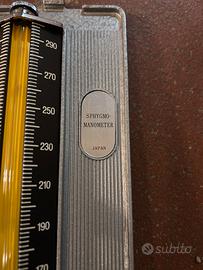 290
270
250
230
210
190
170
SPHYGMO-
MANOMETER
JAPAN
subito